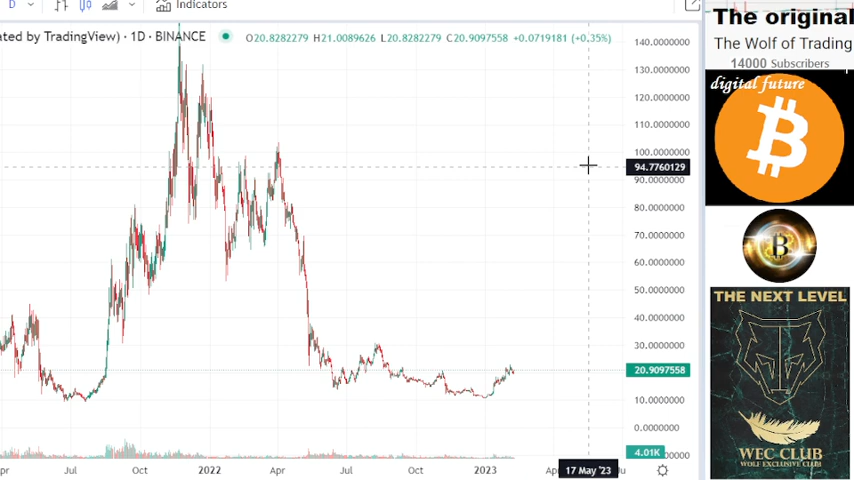 D Indicators
ated by TradingView) · 1D · BINANCE O20.8282279 H21.0089626 L20.8282279 C20.9097558 +0.0719181 (+0.35%)
140.0000000
130.0000000
120.0000000
110.0000000
100.0000000
94.7760129
90.0000000
80.0000000
70.0000000
60.0000000
50.0000000
40.0000000
30.0000000
20.9097558
10.0000000
0.0000000
4.01K
pr Jul Oct 2022 Apr Jul Oct 2023 Ap 17 May '23
The original
The Wolf of Trading
14000 Subscribers
digital future
THE NEXT LEVEL
WEC CLUB
WOLF EXCLUSIVE CLUB